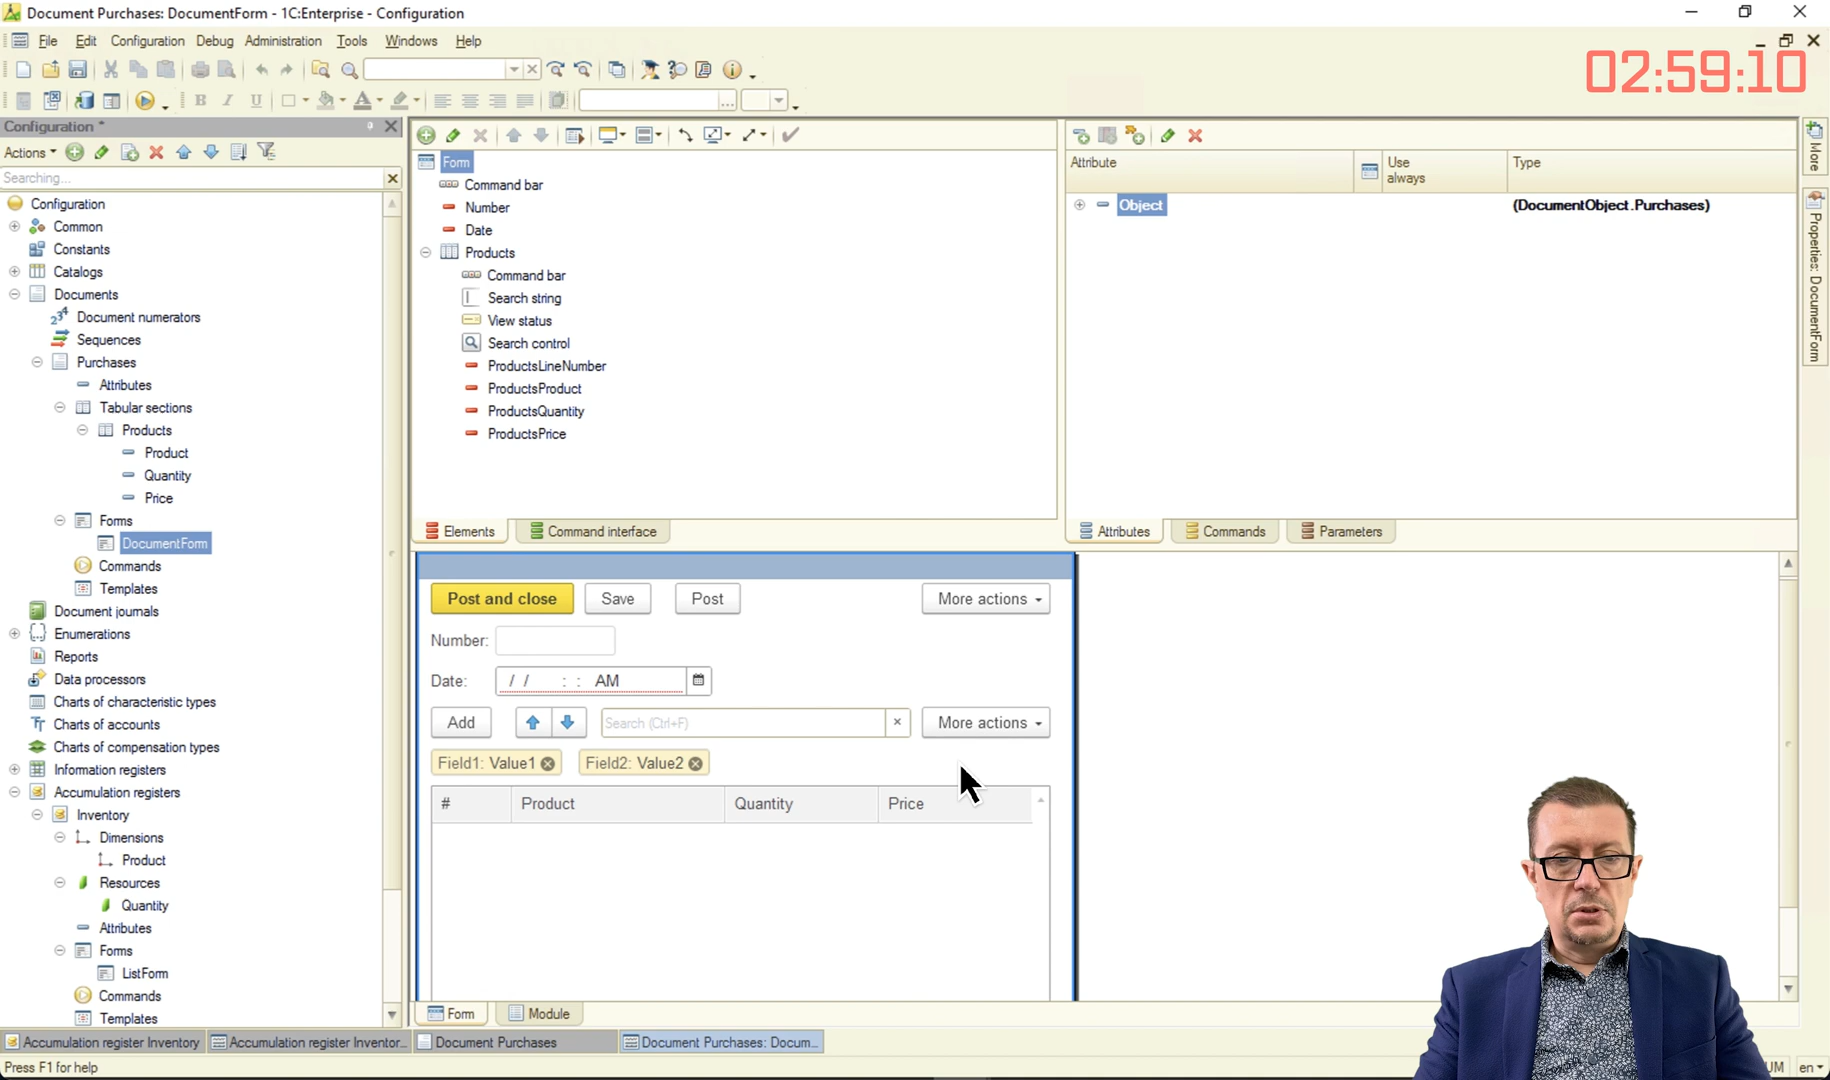 Document Purchases: DocumentForm - 1C:Enterprise - Configuration
File Edit Configuration Debug Administration Tools Windows Help
02:59:10
Configuration *
Actions
Searching...
Configuration
Common
Constants
Catalogs
Documents
Document numerators
Sequences
Purchases
Attributes
Tabular sections
Products
Product
Quantity
Price
Forms
DocumentForm
Commands
Templates
Document journals
Enumerations
Reports
Data processors
Charts of characteristic types
Charts of accounts
Charts of compensation types
Information registers
Accumulation registers
Inventory
Dimensions
Product
Resources
Quantity
Attributes
Forms
ListForm
Commands
Templates
Form
Command bar
Number
Date
Products
Command bar
Search string
View status
Search control
ProductsLineNumber
ProductsProduct
ProductsQuantity
ProductsPrice
Elements Command interface
Attribute Use always Type
Object (DocumentObject.Purchases)
Attributes Commands Parameters
More
Properties: DocumentForm
Post and close Save Post More actions
Number:
Date: / / : : AM
Add Search (Ctrl+F) × More actions
Field1: Value1 Field2: Value2
# Product Quantity Price
Form Module
Accumulation register Inventory Accumulation register Inventor... Document Purchases Document Purchases: Docum...
Press F1 for help
UM en